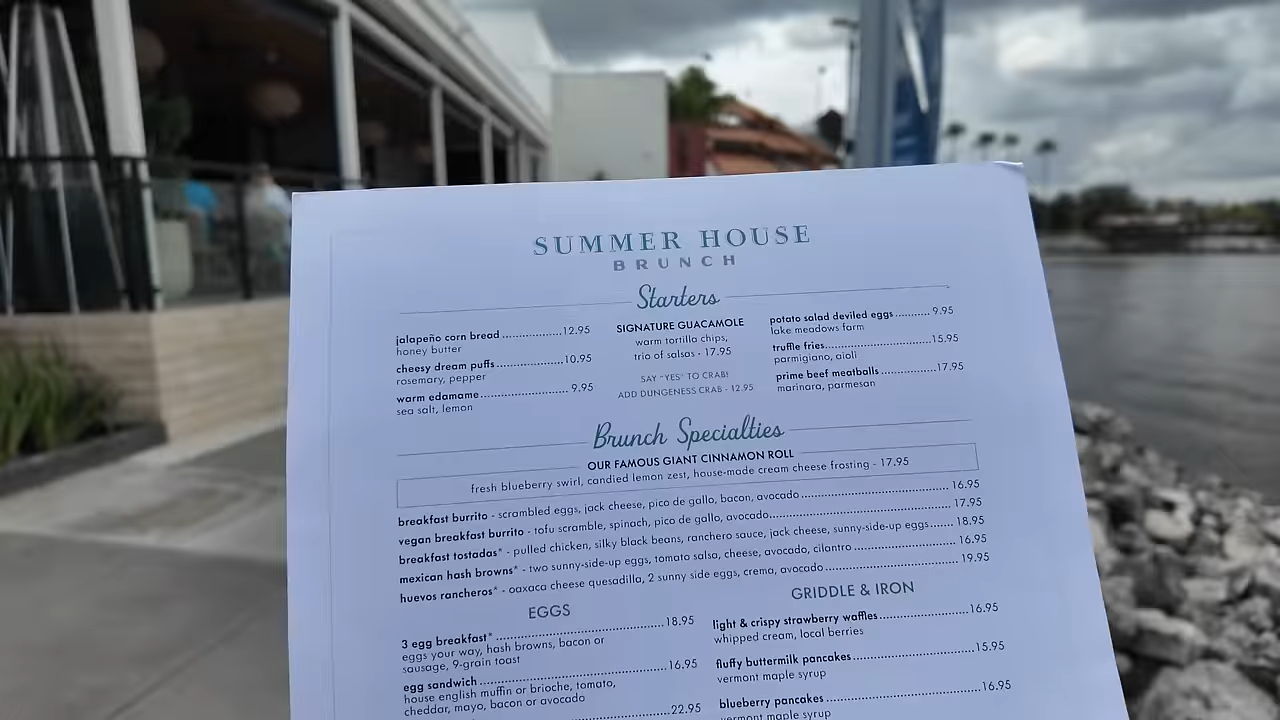 SUMMER HOUSE
BRUNCH
Starters
jalapeño corn bread..................12.95
honey butter
cheesy dream puffs.............................10.95
rosemary, pepper
warm edamame........................... 9.95
sea salt, lemon
SIGNATURE GUACAMOLE
warm tortilla chips,
trio of salsas - 17.95
SAY "YES" TO CRAB!
ADD DUNGENESS CRAB - 12.95
potato salad deviled eggs........... 9.95
lake meadows farm
truffle fries................................15.95
parmigiano, aioli
prime beef meatballs.................17.95
marinara, parmesan
Brunch Specialties
OUR FAMOUS GIANT CINNAMON ROLL
fresh blueberry swirl, candied lemon zest, house-made cream cheese frosting - 17.95
breakfast burrito - scrambled eggs, jack cheese, pico de gallo, bacon, avocado.............................................. 16.95
vegan breakfast burrito - tofu scramble, spinach, pico de gallo, avocado....................................................... 17.95
breakfast tostadas* - pulled chicken, silky black beans, ranchero sauce, jack cheese, sunny-side-up eggs....... 18.95
mexican hash browns* - two sunny-side-up eggs, tomato salsa, cheese, avocado, cilantro................................. 16.95
huevos rancheros* - oaxaca cheese quesadilla, 2 sunny side eggs, crema, avocado......................................... 19.95
EGGS
3 egg breakfast*......................................................18.95
eggs your way, hash browns, bacon or
sausage, 9-grain toast
egg sandwich..........................................................16.95
house english muffin or brioche, tomato,
cheddar, mayo, bacon or avocado
22.95
GRIDDLE & IRON
light & crispy strawberry waffles...........................16.95
whipped cream, local berries
fluffy buttermilk pancakes.....................................15.95
vermont maple syrup
blueberry pancakes...............................................16.95
vermont maple syrup